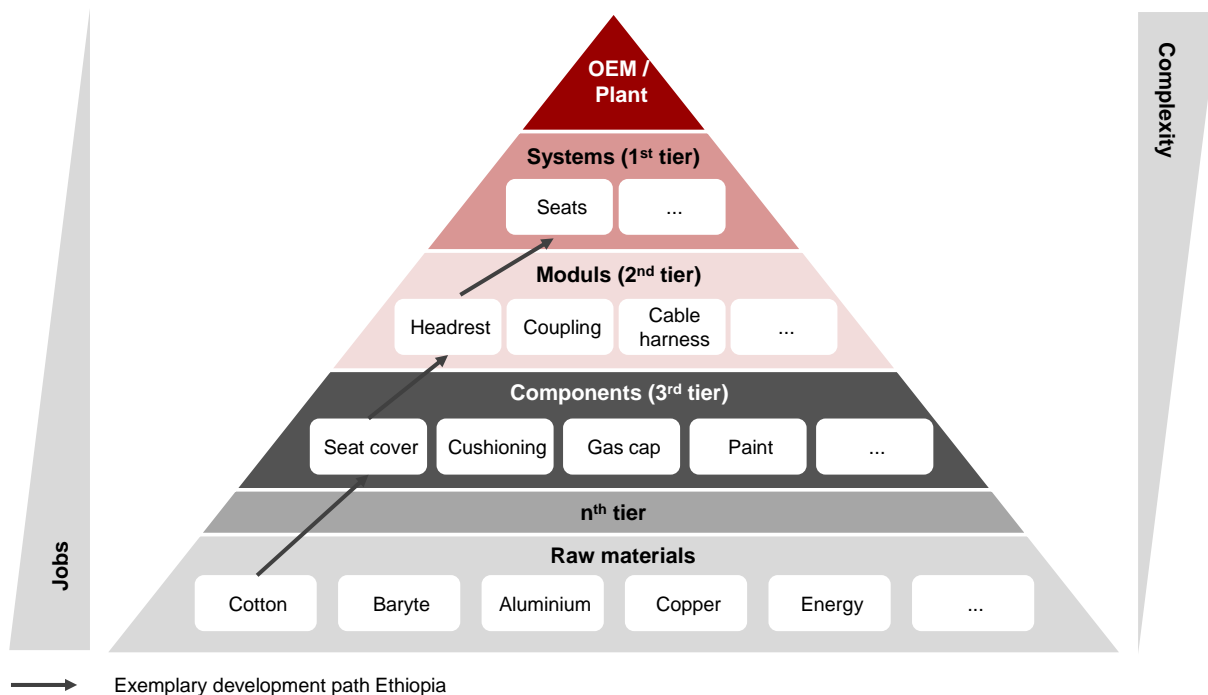 OEM /
Plant
Complexity
Systems (1st tier)
Seats
...
Moduls (2nd tier)
Headrest
Coupling
Cable
harness
...
Components (3rd tier)
Seat cover
Cushioning
Gas cap
Paint
...
nth tier
Jobs
Raw materials
Cotton
Baryte
Aluminium
Copper
Energy
...
Exemplary development path Ethiopia